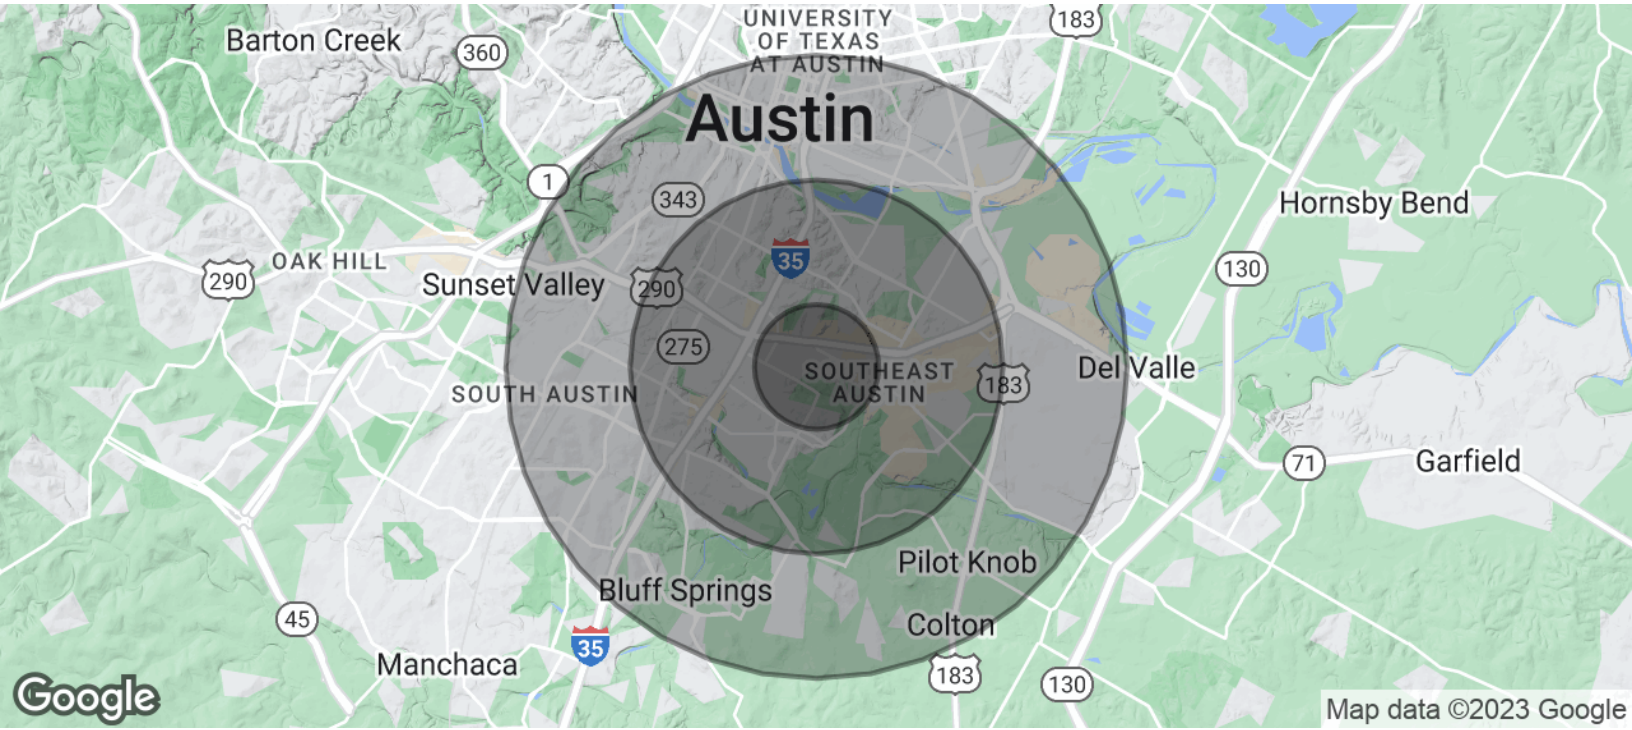 UNIVERSITY
OF TEXAS
AT AUSTIN
183
Barton Creek
360
Austin
1
343
Hornsby Bend
OAK HILL
35
130
290
Sunset Valley
290
275
SOUTHEAST
AUSTIN
183
Del Valle
SOUTH AUSTIN
71
Garfield
Pilot Knob
Bluff Springs
45
Colton
35
Manchaca
183
130
Google
Map data ©2023 Google